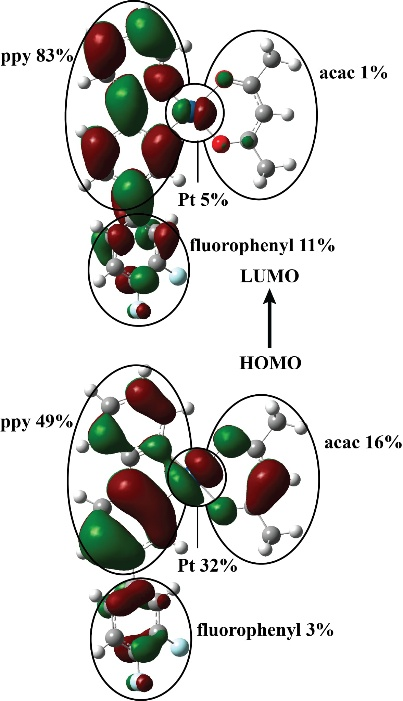 ppy 83%
acac 1%
Pt 5%
fluorophenyl 11%
LUMO
HOMO
ppy 49%
acac 16%
Pt 32%
fluorophenyl 3%